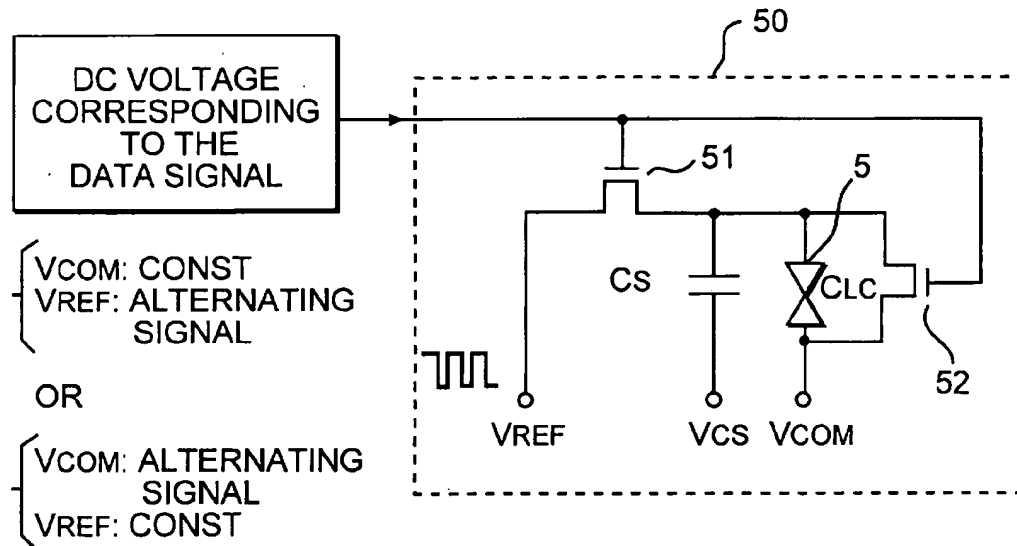 50
DC VOLTAGE
CORRESPONDING
TO THE
DATA SIGNAL
51
5
VCOM: CONST
VREF: ALTERNATING
SIGNAL
CS
CLC
52
OR
VREF
VCS
VCOM
VCOM: ALTERNATING
SIGNAL
VREF: CONST